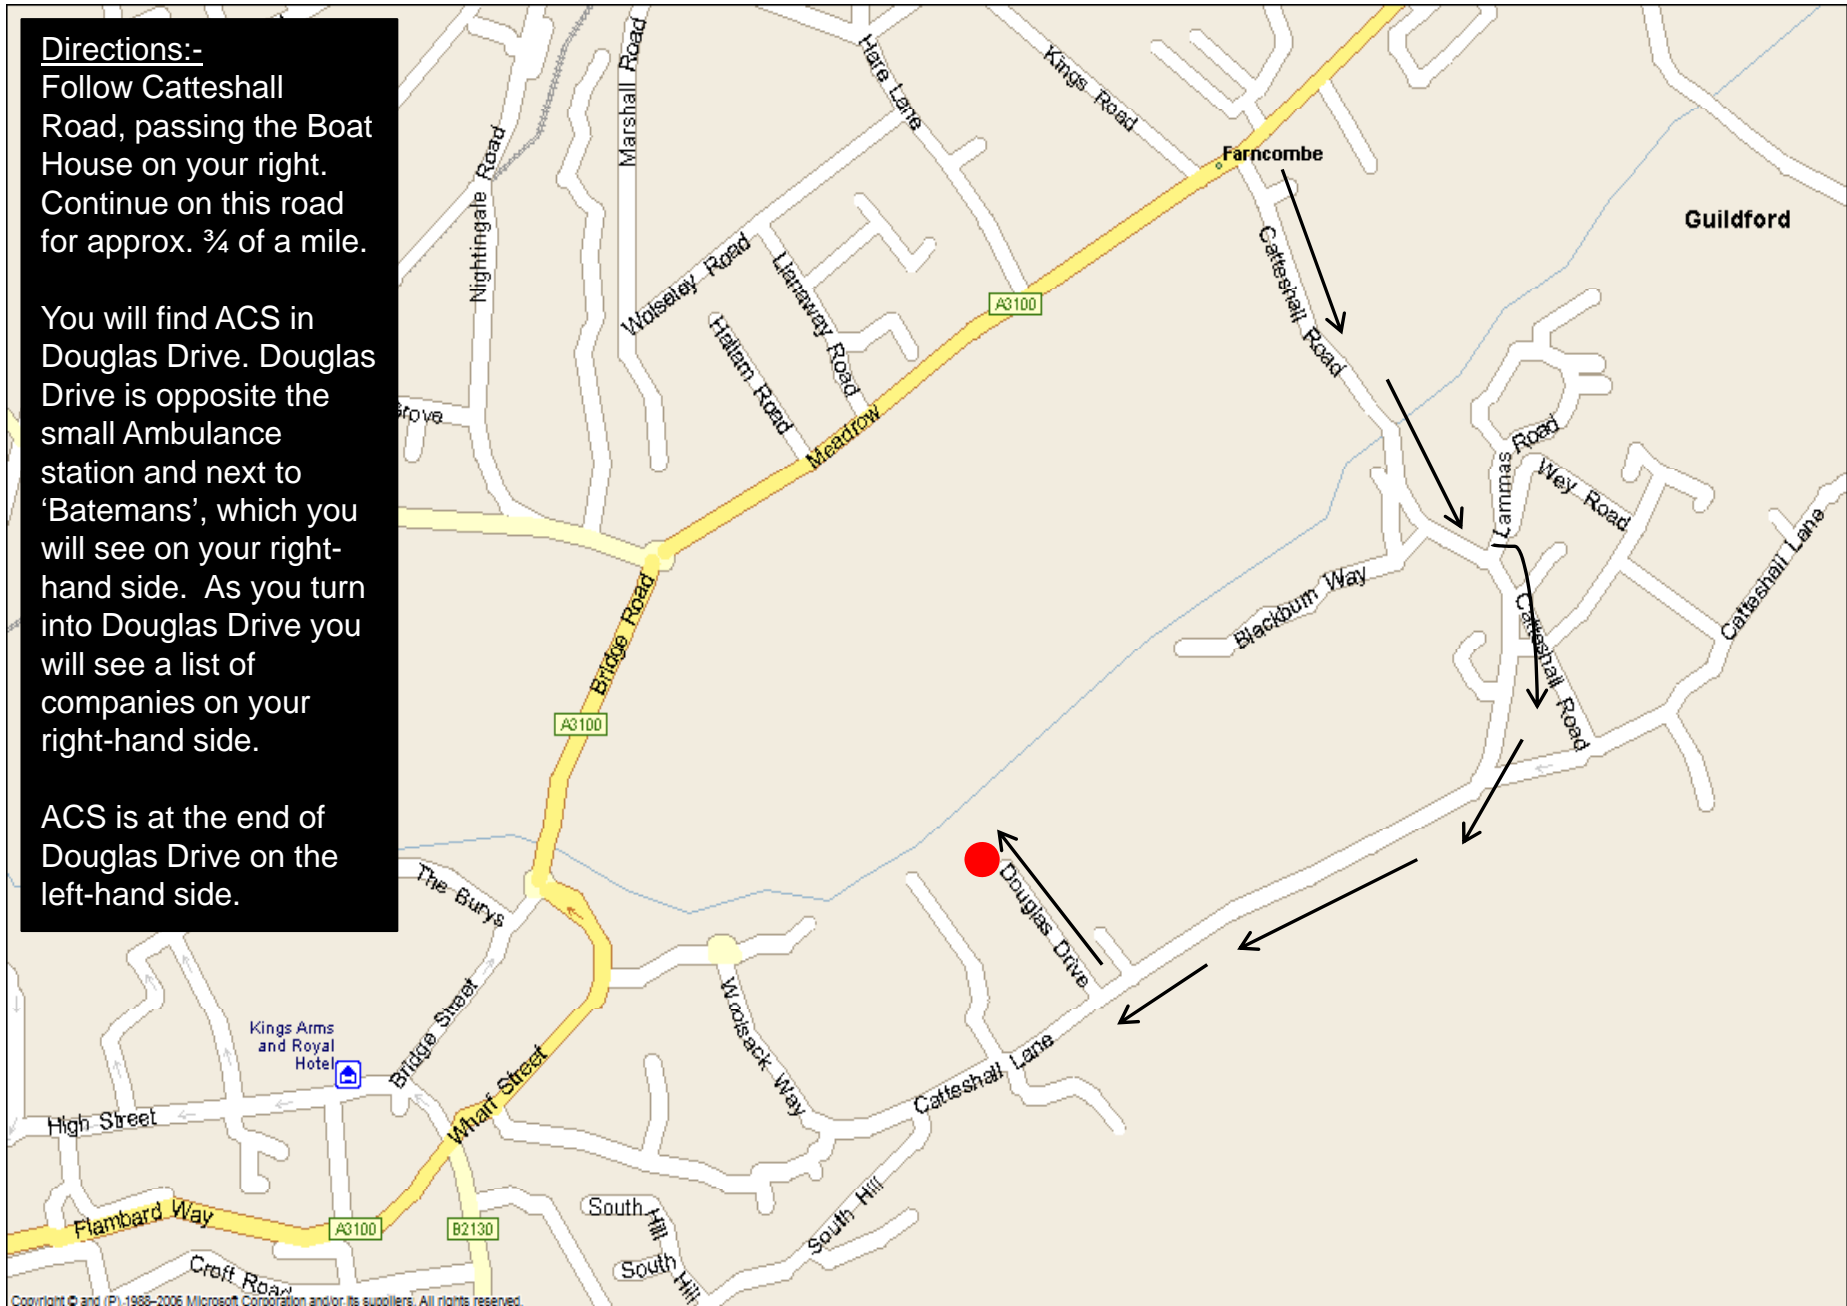 Directions:-
Follow Catteshall
Road, passing the Boat
House on your right.
Continue on this road
for approx. ¾ of a mile.
You will find ACS in
Douglas Drive. Douglas
Drive is opposite the
small Ambulance
station and next to
‘Batemans’, which you
will see on your right-
hand side.  As you turn
into Douglas Drive you
will see a list of
companies on your
right-hand side.
ACS is at the end of
Douglas Drive on the
left-hand side.
Marshall Road
Hare Lane
Kings Road
Nightingale Road
Farncombe
Guildford
Wolseley Road
Llanaway Road
Hallam Road
A3100
Catteshall Road
Meadrow
Lammas Road
Wey Road
Catteshall Lane
Blackburn Way
Catteshall Road
Bridge Road
A3100
The Burys
Douglas Drive
Bridge Street
Kings Arms
and Royal
Hotel
Woolsack Way
Wharf Street
Catteshall Lane
High Street
Flambard Way
A3100
B2130
South Hill
South Hill
South Hill
Croft Road
Copyright © and (P) 1988–2006 Microsoft Corporation and/or its suppliers. All rights reserved.